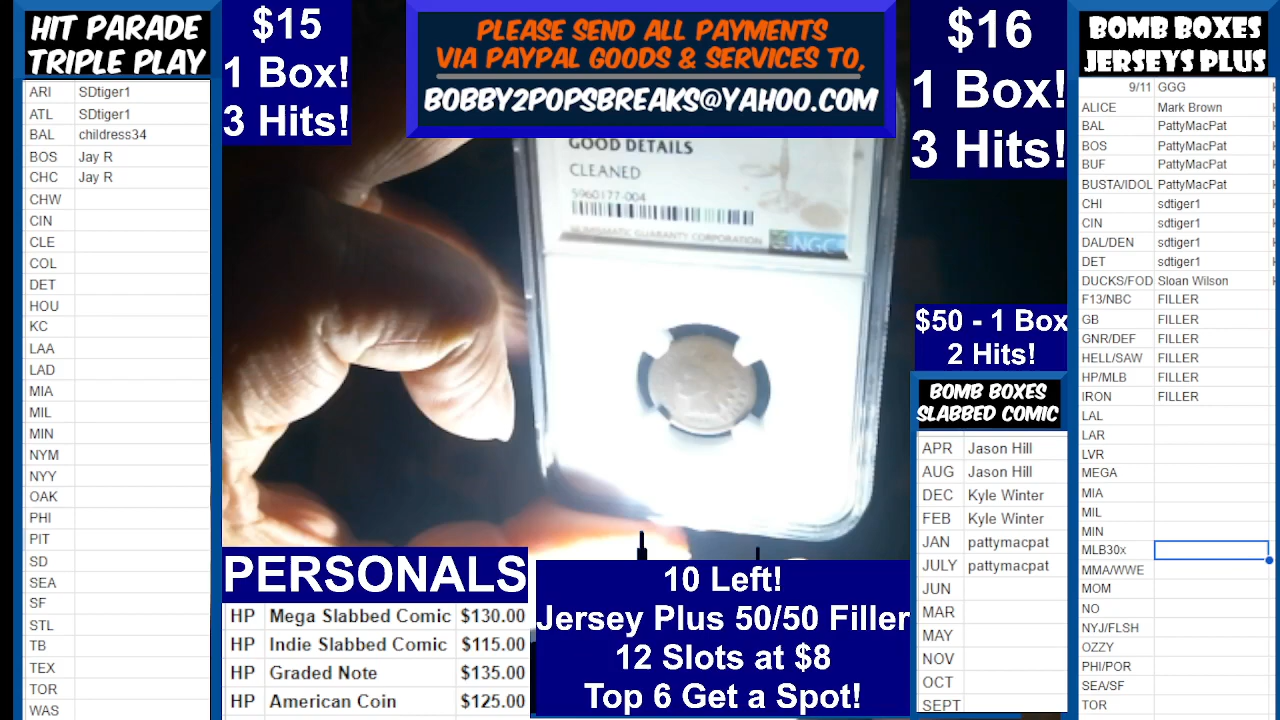 HIT PARADE
TRIPLE PLAY
ARI SDtiger1
ATL SDtiger1
BAL childress34
BOS Jay R
CHC Jay R
CHW
CIN
CLE
COL
DET
HOU
KC
LAA
LAD
MIA
MIL
MIN
NYM
NYY
OAK
PHI
PIT
SD
SEA
SF
STL
TB
TEX
TOR
WAS
$15
1 Box!
3 Hits!
PLEASE SEND ALL PAYMENTS
VIA PAYPAL GOODS & SERVICES TO,
BOBBY2POPSBREAKS@YAHOO.COM
GOOD DETAILS
CLEANED
5960177-004
NUMISMATIC GUARANTY CORPORATION
NGC
PERSONALS
HP Mega Slabbed Comic $130.00
HP Indie Slabbed Comic $115.00
HP Graded Note $135.00
HP American Coin $125.00
10 Left!
Jersey Plus 50/50 Filler
12 Slots at $8
Top 6 Get a Spot!
$16
1 Box!
3 Hits!
$50 - 1 Box
2 Hits!
BOMB BOXES
SLABBED COMIC
APR Jason Hill
AUG Jason Hill
DEC Kyle Winter
FEB Kyle Winter
JAN pattymacpat
JULY pattymacpat
JUN
MAR
MAY
NOV
OCT
SEPT
BOMB BOXES
JERSEYS PLUS
9/11 GGG
ALICE Mark Brown
BAL PattyMacPat
BOS PattyMacPat
BUF PattyMacPat
BUSTA/IDOL PattyMacPat
CHI sdtiger1
CIN sdtiger1
DAL/DEN sdtiger1
DET sdtiger1
DUCKS/FOD Sloan Wilson
F13/NBC FILLER
GB FILLER
GNR/DEF FILLER
HELL/SAW FILLER
HP/MLB FILLER
IRON FILLER
LAL
LAR
LVR
MEGA
MIA
MIL
MIN
MLB30x
MMA/WWE
MOM
NO
NYJ/FLSH
OZZY
PHI/POR
SEA/SF
TOR